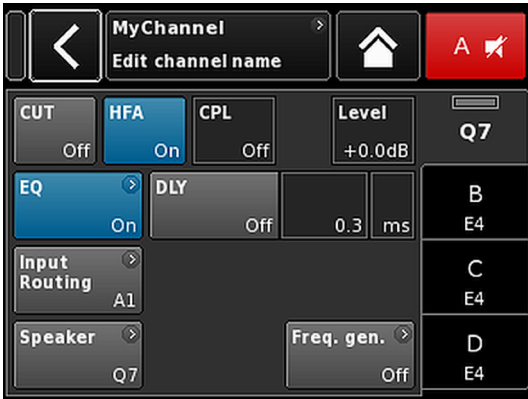 MyChannel
Edit channel name
A
CUT
Off
HFA
On
CPL
Off
Level
+0.0dB
Q7
EQ
On
DLY
Off
0.3
ms
B
E4
Input
Routing
A1
C
E4
Speaker
Q7
Freq. gen.
Off
D
E4